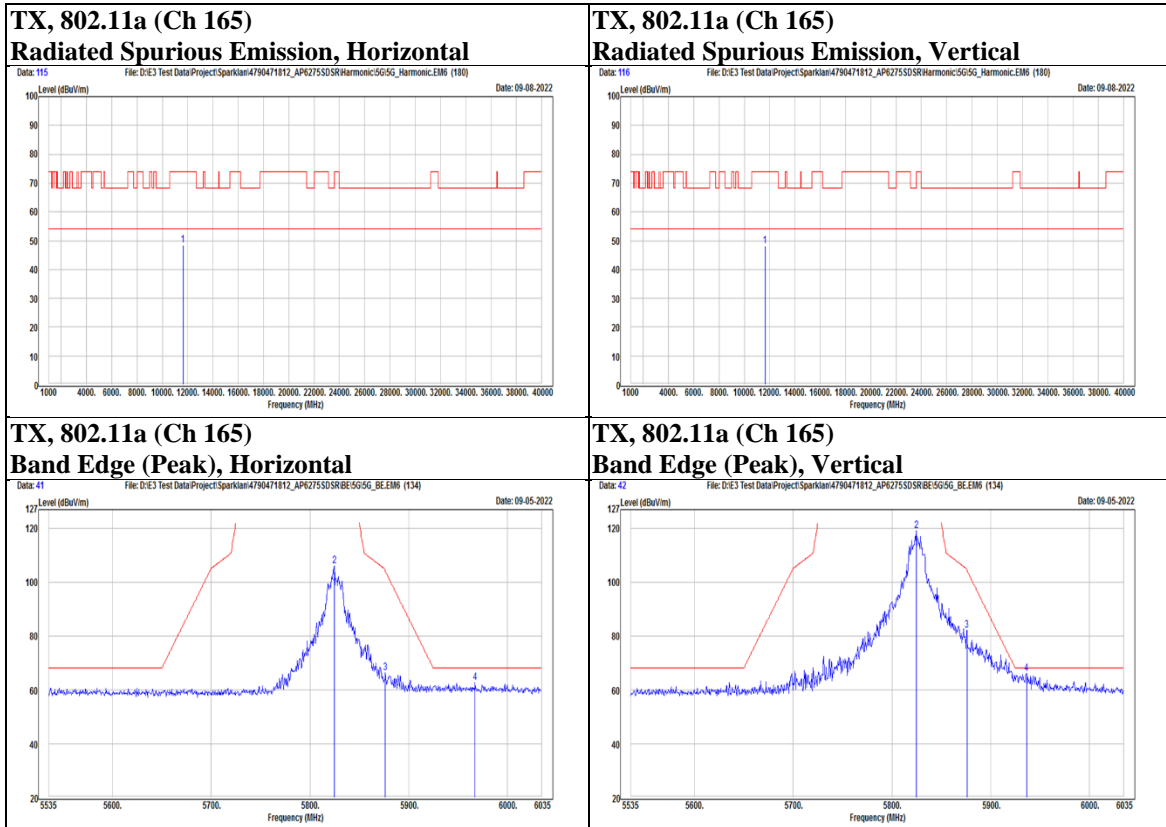 TX, 802.11a (Ch 165)
Radiated Spurious Emission, Horizontal
Data: 115 File: D:\E3 Test Data\Project\Sparklan\4790471812_AP6275SDSR\Harmonic\5G\5G_Harmonic.EM6 (180)
Level (dBuV/m) Date: 09-08-2022
100
90
80
70
60
50
40
30
20
10
0
1
1000 4000. 6000. 8000. 10000. 12000. 14000. 16000. 18000. 20000. 22000. 24000. 26000. 28000. 30000. 32000. 34000. 36000. 38000. 40000
Frequency (MHz)
TX, 802.11a (Ch 165)
Radiated Spurious Emission, Vertical
Data: 116 File: D:\E3 Test Data\Project\Sparklan\4790471812_AP6275SDSR\Harmonic\5G\5G_Harmonic.EM6 (180)
Level (dBuV/m) Date: 09-08-2022
100
90
80
70
60
50
40
30
20
10
0
1
1000 4000. 6000. 8000. 10000. 12000. 14000. 16000. 18000. 20000. 22000. 24000. 26000. 28000. 30000. 32000. 34000. 36000. 38000. 40000
Frequency (MHz)
TX, 802.11a (Ch 165)
Band Edge (Peak), Horizontal
Data: 41 File: D:\E3 Test Data\Project\Sparklan\4790471812_AP6275SDSR\BE\5G\5G_BE.EM6 (134)
Level (dBuV/m) Date: 09-05-2022
127
120
100
80
60
40
20
2
3
4
5535 5600. 5700. 5800. 5900. 6000. 6035
Frequency (MHz)
TX, 802.11a (Ch 165)
Band Edge (Peak), Vertical
Data: 42 File: D:\E3 Test Data\Project\Sparklan\4790471812_AP6275SDSR\BE\5G\5G_BE.EM6 (134)
Level (dBuV/m) Date: 09-05-2022
127
120
100
80
60
40
20
2
3
4
5535 5600. 5700. 5800. 5900. 6000. 6035
Frequency (MHz)